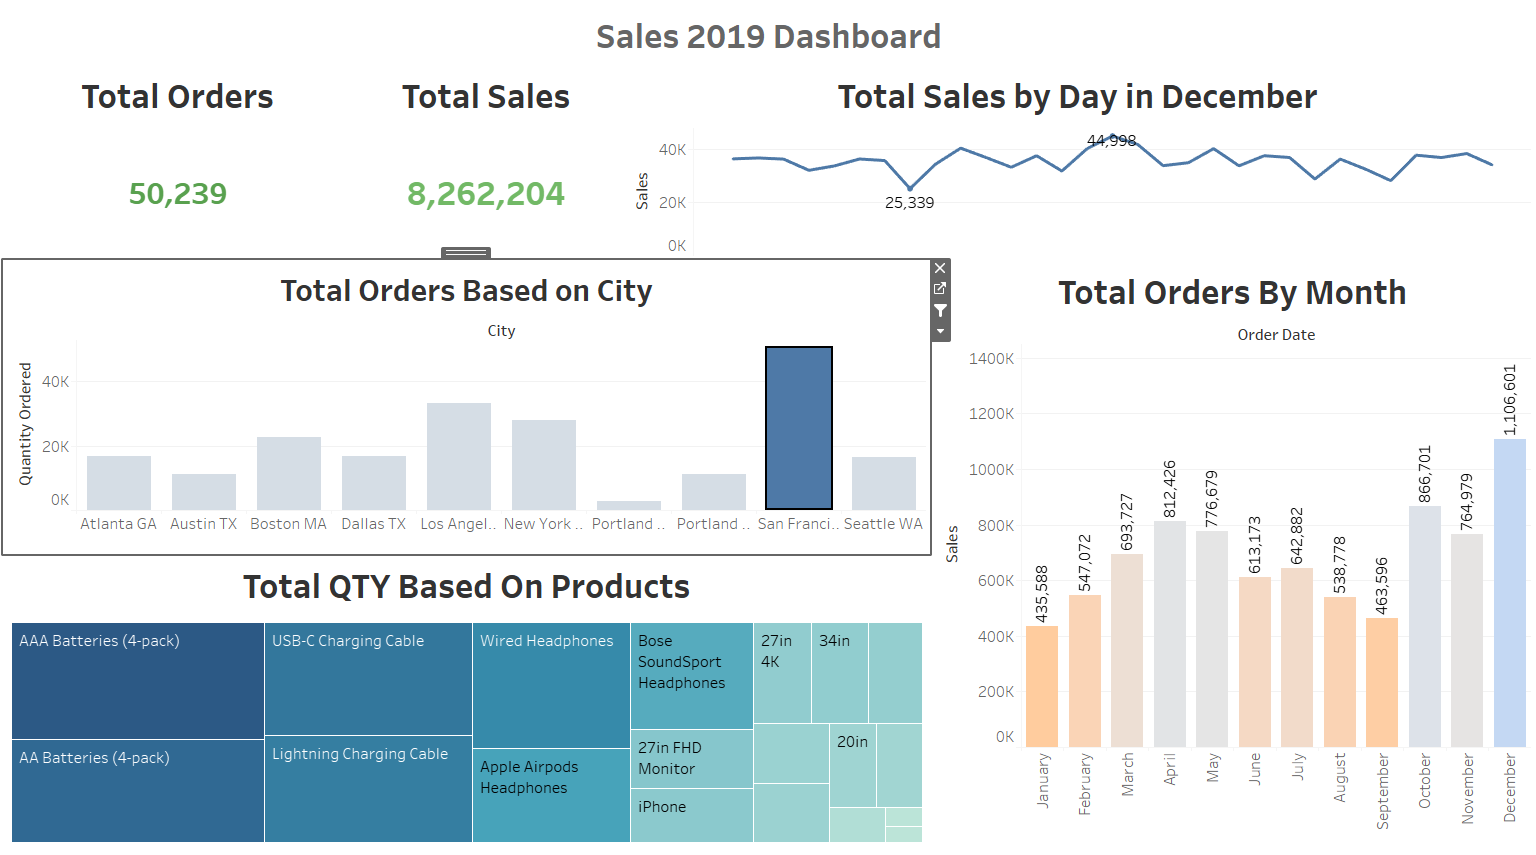 Sales 2019 Dashboard
Total Orders
Total Sales
Total Sales by Day in December
50,239
8,262,204
Sales
40K
20K
0K
44,998
25,339
Total Orders Based on City
City
Quantity Ordered
40K
20K
0K
Atlanta GA
Austin TX
Boston MA
Dallas TX
Los Angel..
New York ..
Portland ..
Portland ..
San Franci..
Seattle WA
Total Orders By Month
Order Date
Sales
1400K
1200K
1000K
800K
600K
400K
200K
0K
435,588
547,072
693,727
812,426
776,679
613,173
642,882
538,778
463,596
866,701
764,979
1,106,601
January
February
March
April
May
June
July
August
September
October
November
December
Total QTY Based On Products
AAA Batteries (4-pack)
AA Batteries (4-pack)
USB-C Charging Cable
Lightning Charging Cable
Wired Headphones
Apple Airpods
Headphones
Bose
SoundSport
Headphones
27in FHD
Monitor
iPhone
27in
4K
34in
20in